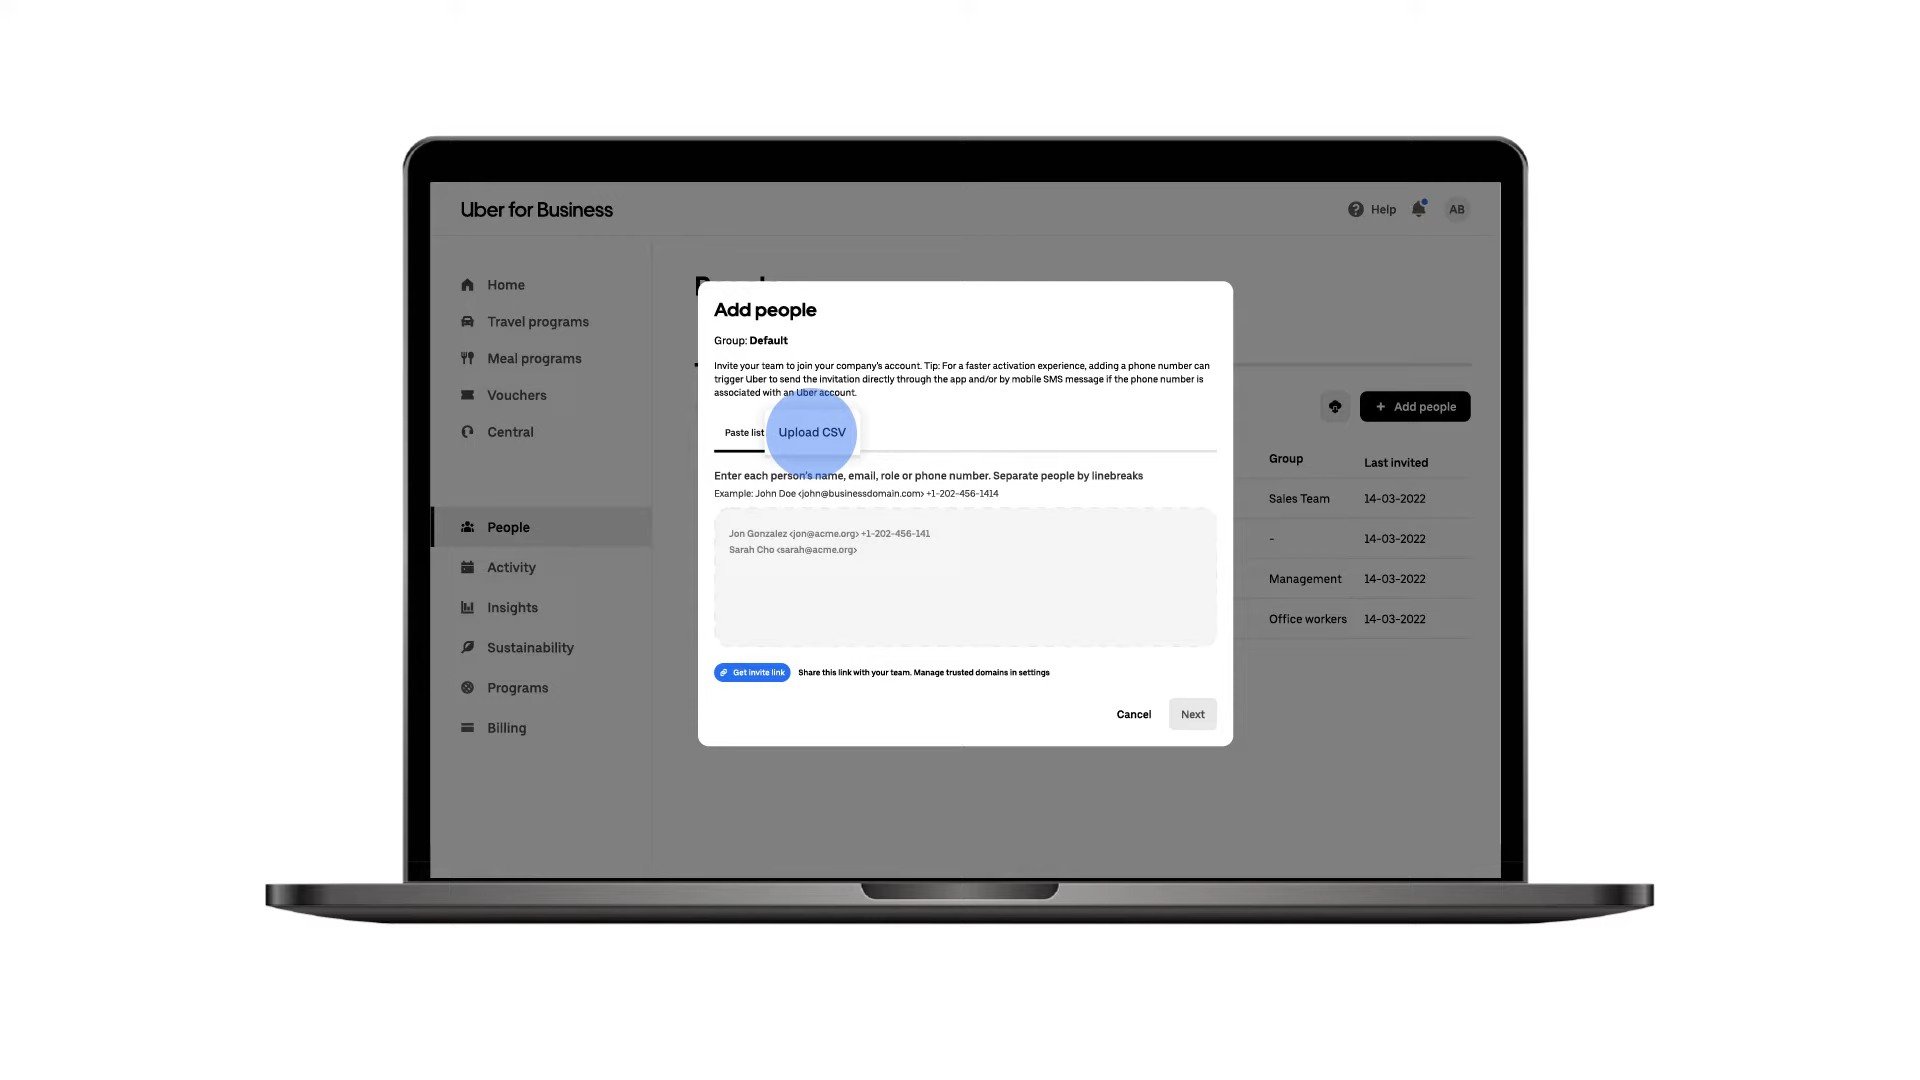 Uber for Business
Help
AB
Home
Travel programs
Meal programs
Vouchers
Central
People
Activity
Insights
Sustainability
Programs
Billing
Add people
Group: Default
Invite your team to join your company's account. Tip: For a faster activation experience, adding a phone number can
trigger Uber to send the invitation directly through the app and/or by mobile SMS message if the phone number is
associated with an Uber account.
Paste list
Upload CSV
Enter each person's name, email, role or phone number. Separate people by linebreaks
Example: John Doe <john@businessdomain.com> +1-202-456-1414
Jon Gonzalez <jon@acme.org> +1-202-456-141
Sarah Cho <sarah@acme.org>
Get invite link
Share this link with your team. Manage trusted domains in settings
Cancel
Next
+ Add people
Group Last invited
Sales Team 14-03-2022
- 14-03-2022
Management 14-03-2022
Office workers 14-03-2022